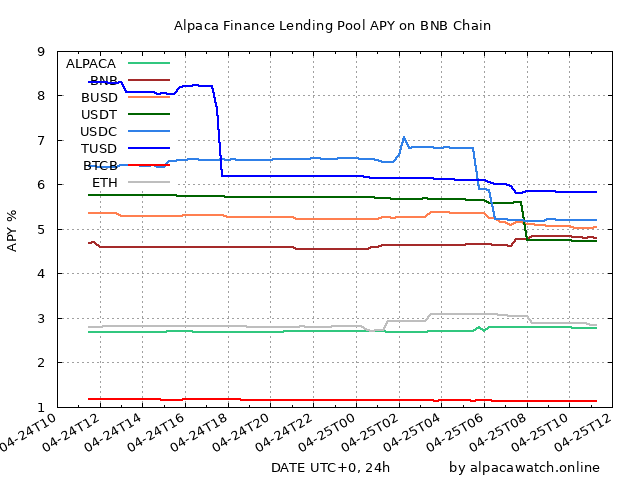 Alpaca Finance Lending Pool APY on BNB Chain
9
8
7
6
5
4
3
2
1
APY %
ALPACA
BNB
BUSD
USDT
USDC
TUSD
BTCB
ETH
04-24T10
04-24T12
04-24T14
04-24T16
04-24T18
04-24T20
04-24T22
04-25T00
04-25T02
04-25T04
04-25T06
04-25T08
04-25T10
04-25T12
DATE UTC+0, 24h
by alpacawatch.online